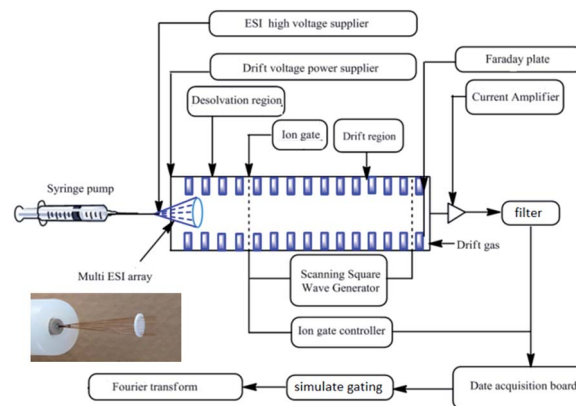 ESI high voltage supplier
Faraday plate
Drift voltage power supplier
Desolvation region
Current Amplifier
Ion gate
Drift region
Syringe pump
filter
Drift gas
Multi ESI array
Scanning Square
Wave Generator
Ion gate controller
Fourier transform
simulate gating
Date acquisition board